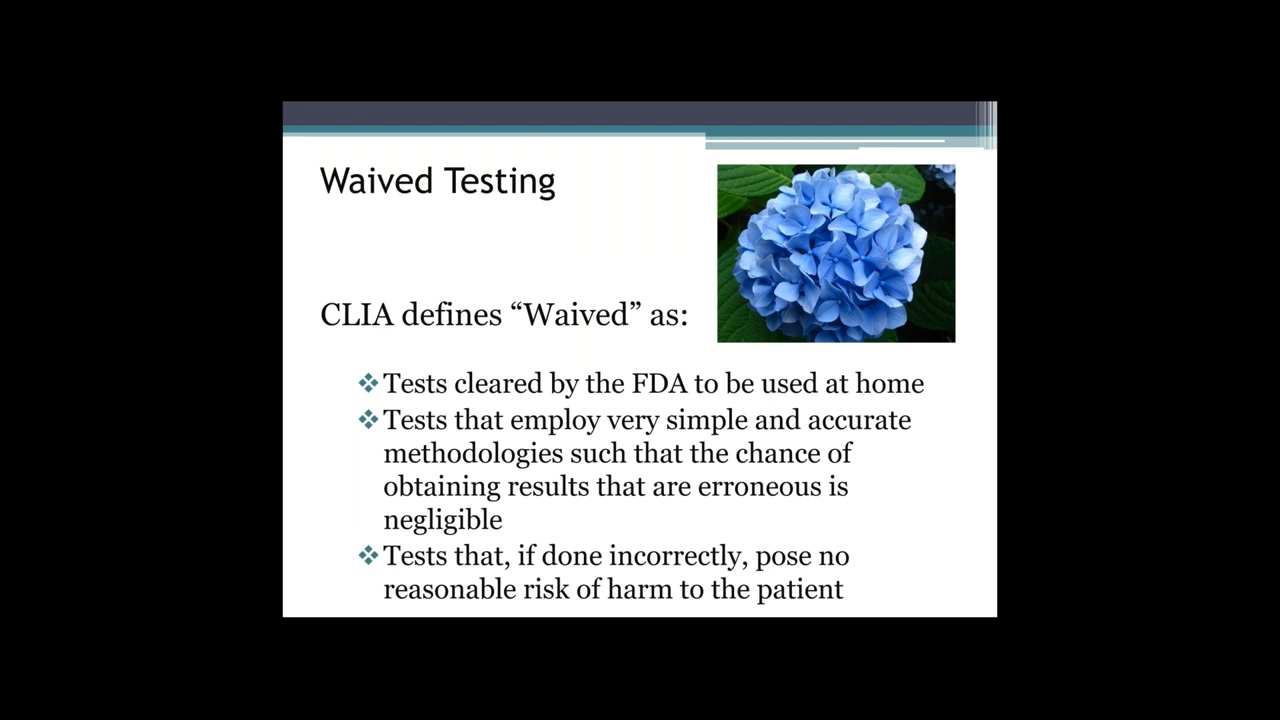 Waived Testing
CLIA defines “Waived” as:
❖Tests cleared by the FDA to be used at home
❖Tests that employ very simple and accurate
methodologies such that the chance of
obtaining results that are erroneous is
negligible
❖Tests that, if done incorrectly, pose no
reasonable risk of harm to the patient